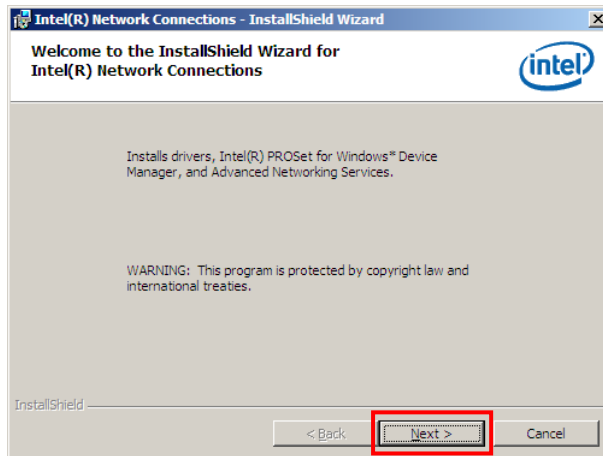 Intel(R) Network Connections - InstallShield Wizard
Welcome to the InstallShield Wizard for
Intel(R) Network Connections
intel
Installs drivers, Intel(R) PROSet for Windows* Device
Manager, and Advanced Networking Services.
WARNING: This program is protected by copyright law and
international treaties.
InstallShield
< Back Next > Cancel